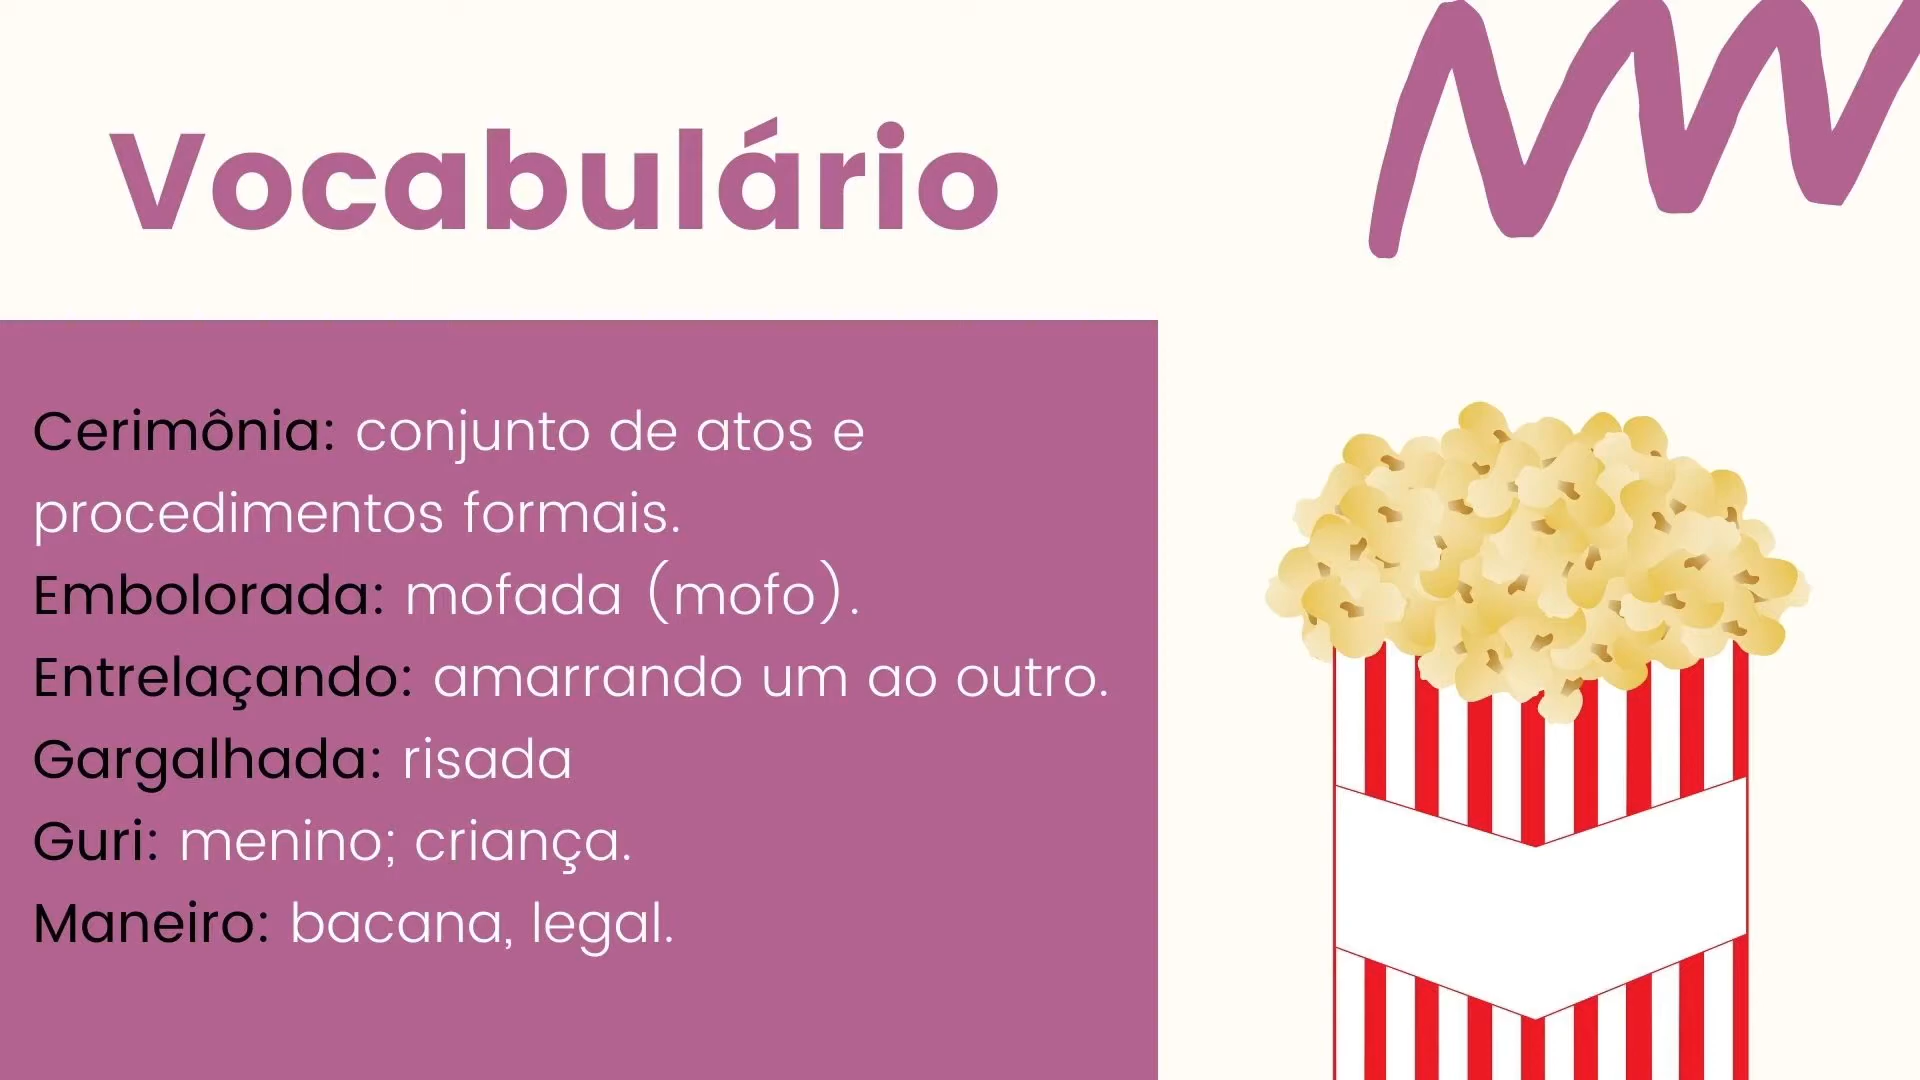 Vocabulário
Cerimônia: conjunto de atos e
procedimentos formais.
Embolorada: mofada (mofo).
Entrelaçando: amarrando um ao outro.
Gargalhada: risada
Guri: menino; criança.
Maneiro: bacana, legal.